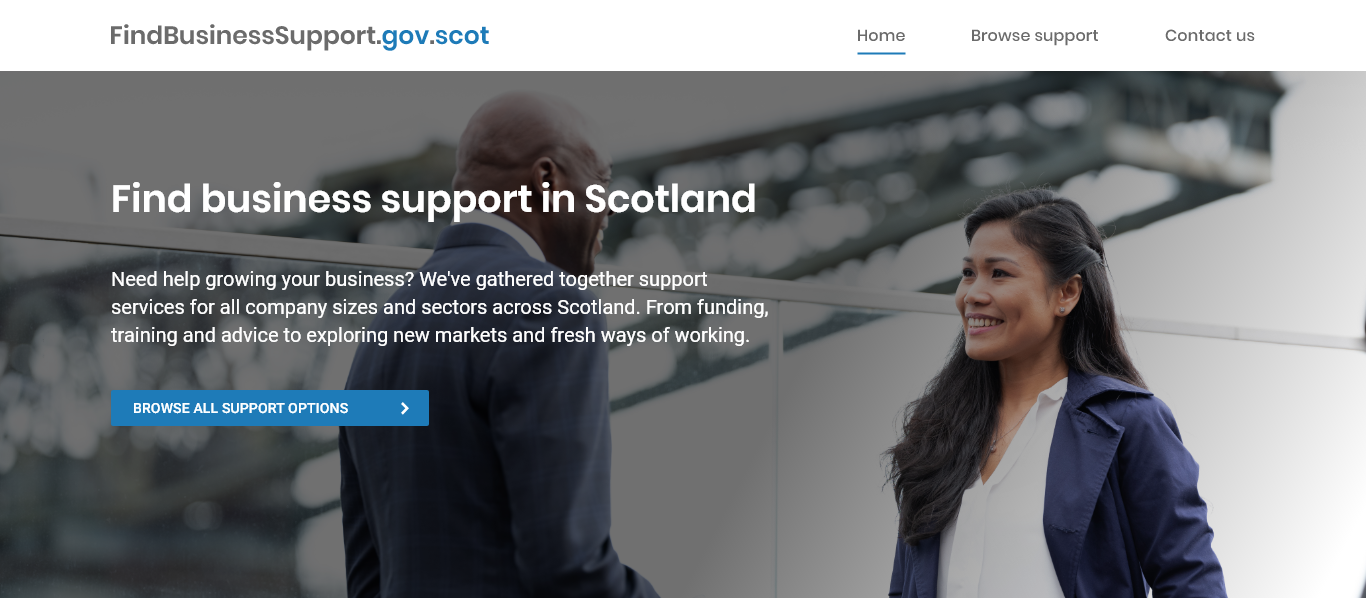 FindBusinessSupport.gov.scot
Home
Browse support
Contact us
Find business support in Scotland
Need help growing your business? We've gathered together support
services for all company sizes and sectors across Scotland. From funding,
training and advice to exploring new markets and fresh ways of working.
BROWSE ALL SUPPORT OPTIONS